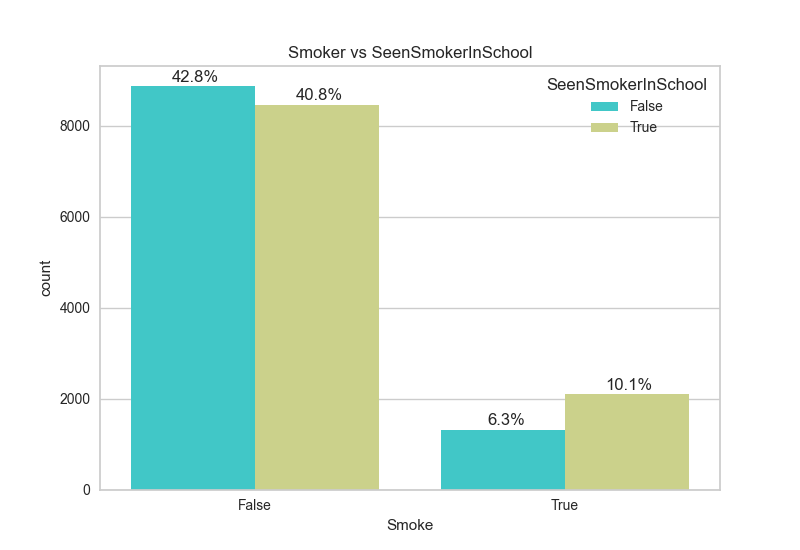 Smoker vs SeenSmokerInSchool
42.8%
40.8%
SeenSmokerInSchool
False
True
8000
6000
4000
2000
0
count
10.1%
6.3%
False
True
Smoke